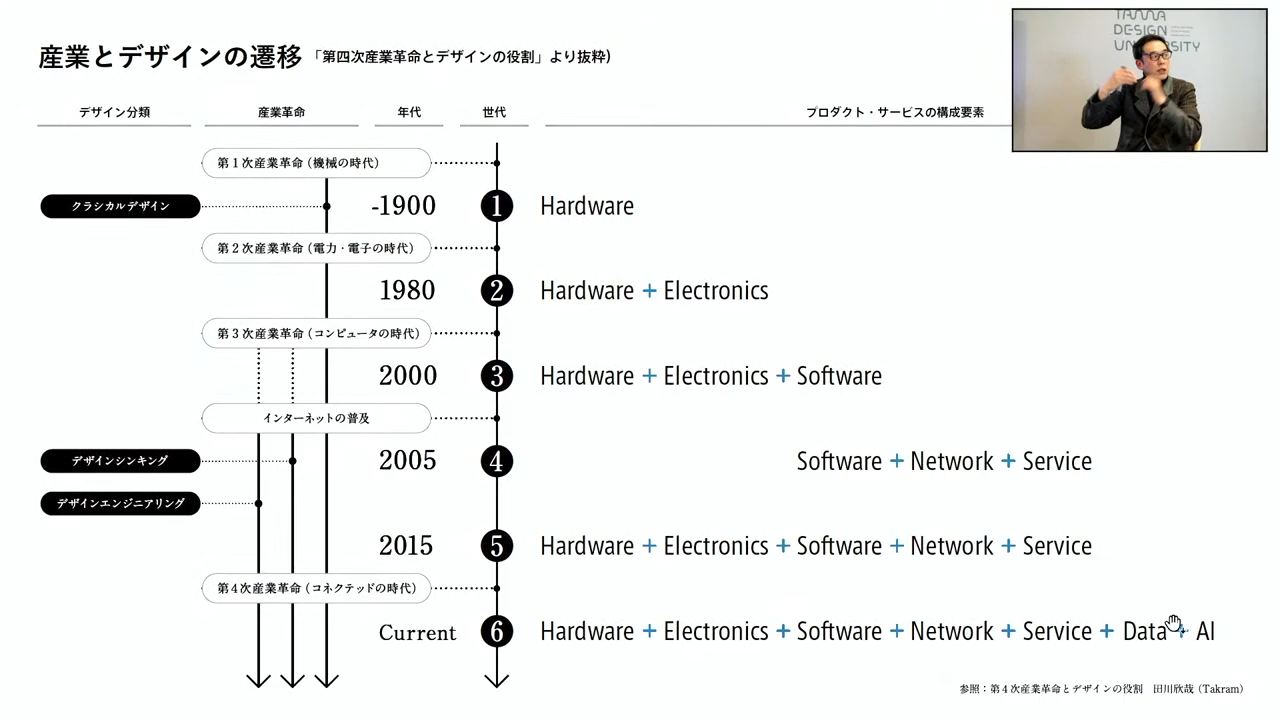 産業とデザインの遷移 「第四次産業革命とデザインの役割」より抜粋)
TAMA
DESIGN
UNIVERSITY
デザイン分類 産業革命 年代 世代 プロダクト・サービスの構成要素
第1次産業革命（機械の時代）
クラシカルデザイン -1900 1 Hardware
第2次産業革命（電力・電子の時代）
1980 2 Hardware + Electronics
第3次産業革命（コンピュータの時代）
2000 3 Hardware + Electronics + Software
インターネットの普及
デザインシンキング 2005 4 Software + Network + Service
デザインエンジニアリング
2015 5 Hardware + Electronics + Software + Network + Service
第4次産業革命（コネクテッドの時代）
Current 6 Hardware + Electronics + Software + Network + Service + Data + AI
参照：第4次産業革命とデザインの役割 田川欣哉（Takram）